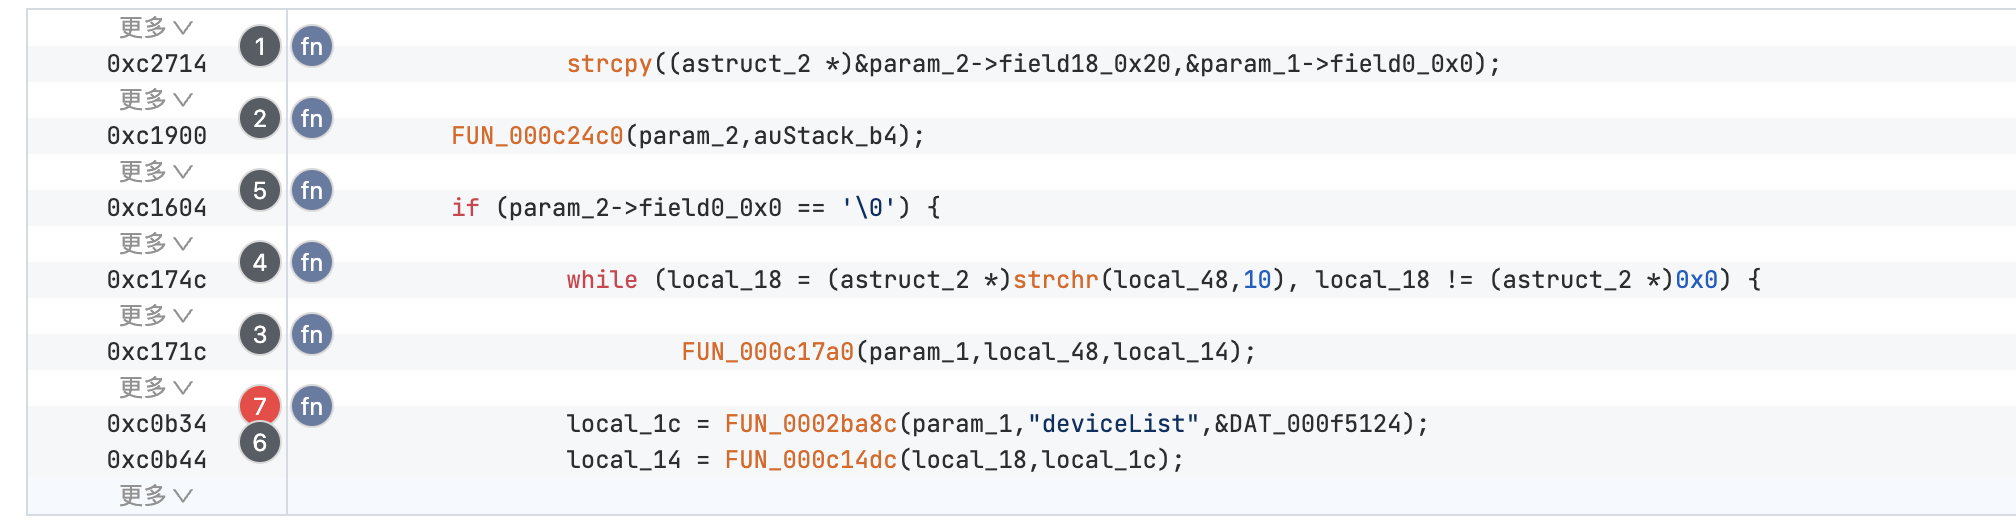 更多
1 fn
0xc2714 strcpy((astruct_2 *)&param_2->field18_0x20,&param_1->field0_0x0);
更多
2 fn
0xc1900 FUN_000c24c0(param_2,auStack_b4);
更多
5 fn
0xc1604 if (param_2->field0_0x0 == '\0') {
更多
4 fn
0xc174c while (local_18 = (astruct_2 *)strchr(local_48,10), local_18 != (astruct_2 *)0x0) {
更多
3 fn
0xc171c FUN_000c17a0(param_1,local_48,local_14);
更多
7 fn
0xc0b34 local_1c = FUN_0002ba8c(param_1,"deviceList",&DAT_000f5124);
6
0xc0b44 local_14 = FUN_000c14dc(local_18,local_1c);
更多